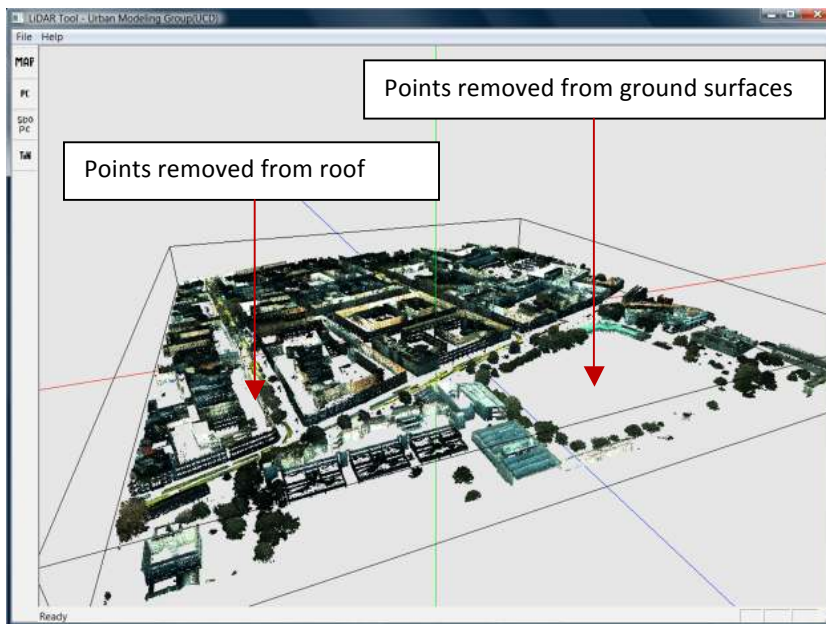 LiDAR Tool - Urban Modeling Group(UCD)
File Help
MAP
PC
Points removed from ground surfaces
Points removed from roof
Ready